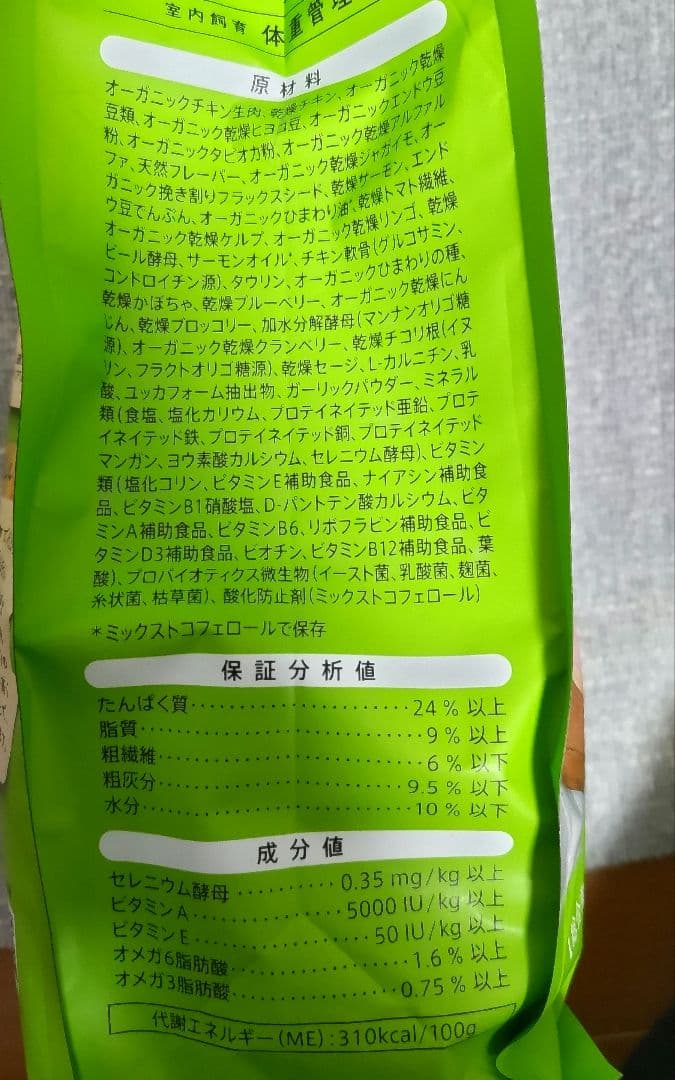 室内飼育 体重管理
原材料
オーガニックチキン生肉、乾燥チキン、オーガニック乾燥
豆類、オーガニック乾燥ヒヨコ豆、オーガニックエンドウ豆
粉、オーガニックタピオカ粉、オーガニック乾燥アルファル
ファ、天然フレーバー、オーガニック乾燥ジャガイモ、オー
ガニック挽き割りフラックスシード、乾燥サーモン、エンド
ウ豆でんぷん、オーガニックひまわり油*、乾燥トマト繊維、
オーガニック乾燥ケルプ、オーガニック乾燥リンゴ、乾燥
ビール酵母、サーモンオイル*、チキン軟骨(グルコサミン、
コンドロイチン源)、タウリン、オーガニックひまわりの種、
乾燥かぼちゃ、乾燥ブルーベリー、オーガニック乾燥にん
じん、乾燥ブロッコリー、加水分解酵母(マンナンオリゴ糖
源)、オーガニック乾燥クランベリー、乾燥チコリ根(イヌ
リン、フラクトオリゴ糖源)、乾燥セージ、L-カルニチン、乳
酸、ユッカフォーム抽出物、ガーリックパウダー、ミネラル
類(食塩、塩化カリウム、プロテイネイテッド亜鉛、プロテ
イネイテッド鉄、プロテイネイテッド銅、プロテイネイテッド
マンガン、ヨウ素酸カルシウム、セレニウム酵母)、ビタミン
類(塩化コリン、ビタミンE補助食品、ナイアシン補助食
品、ビタミンB1硝酸塩、D-パントテン酸カルシウム、ビタ
ミンA補助食品、ビタミンB6、リボフラビン補助食品、ビ
タミンD3補助食品、ビオチン、ビタミンB12補助食品、葉
酸)、プロバイオティクス微生物(イースト菌、乳酸菌、麹菌、
糸状菌、枯草菌)、酸化防止剤(ミックストコフェロール)
*ミックストコフェロールで保存
保証分析値
たんぱく質・・・・・・・・・・・・・・・・・・・・・・24 % 以上
脂質・・・・・・・・・・・・・・・・・・・・・・・・・・・・9 % 以上
粗繊維・・・・・・・・・・・・・・・・・・・・・・・・・・6 % 以下
粗灰分・・・・・・・・・・・・・・・・・・・・・・・・9.5 % 以下
水分・・・・・・・・・・・・・・・・・・・・・・・・・・・10 % 以下
成分値
セレニウム酵母・・・・・・・・・・0.35 mg/kg 以上
ビタミンA・・・・・・・・・・・・・・5000 IU/kg 以上
ビタミンE・・・・・・・・・・・・・・・・50 IU/kg 以上
オメガ6脂肪酸・・・・・・・・・・・・・・・・1.6 % 以上
オメガ3脂肪酸・・・・・・・・・・・・・・・0.75 % 以上
代謝エネルギー(ME):310kcal/100g